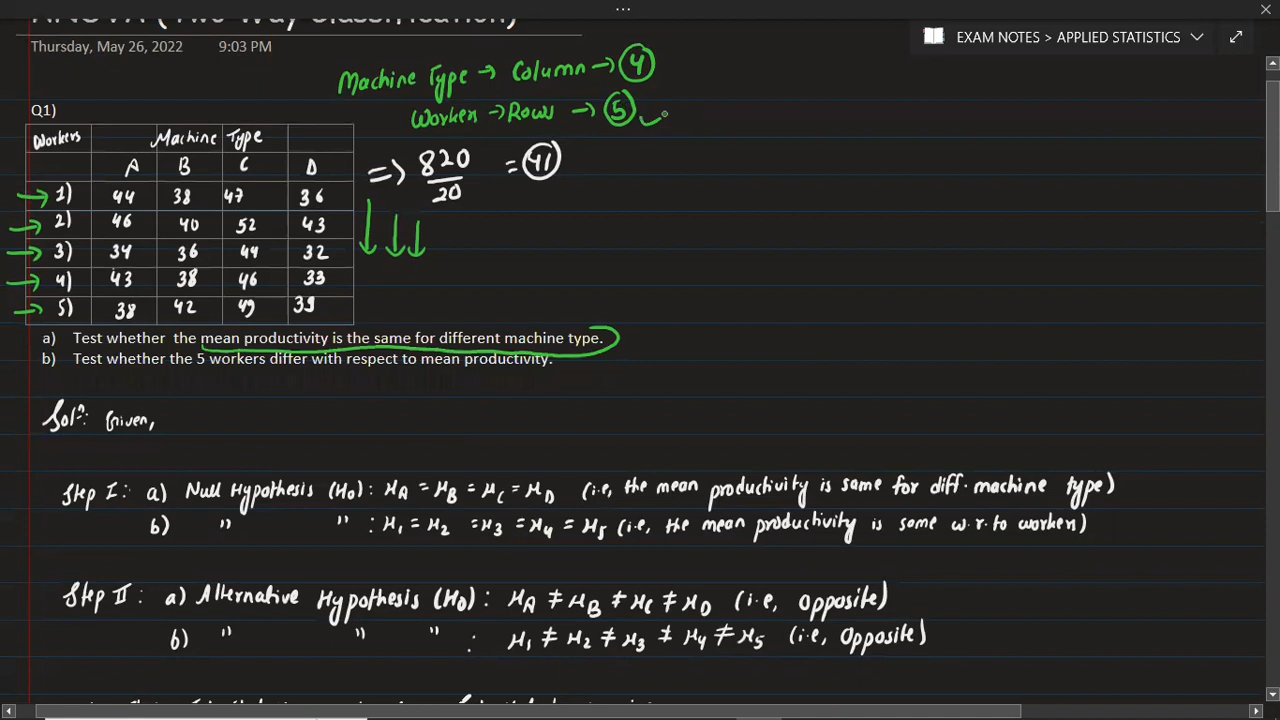 ANOVA (Two Way Classification)
Thursday, May 26, 2022 9:03 PM
EXAM NOTES > APPLIED STATISTICS
Machine Type → Column → 4
Worker → Rows → 5
Q1)
Workers Machine Type
A B C D
1) 44 38 47 36
2) 46 40 52 43
3) 34 36 44 32
4) 43 38 46 33
5) 38 42 49 39
=> 820/20 = 41
a) Test whether the mean productivity is the same for different machine type.
b) Test whether the 5 workers differ with respect to mean productivity.
Solⁿ: Given,
Step I: a) Null Hypothesis (H0): μA = μB = μC = μD (i.e, the mean productivity is same for diff. machine type)
b) " " : μ1 = μ2 = μ3 = μ4 = μ5 (i.e, the mean productivity is same w.r.to worker)
Step II: a) Alternative Hypothesis (H0): μA ≠ μB ≠ μC ≠ μD (i.e, opposite)
b) " " " : μ1 ≠ μ2 ≠ μ3 ≠ μ4 ≠ μ5 (i.e, opposite)